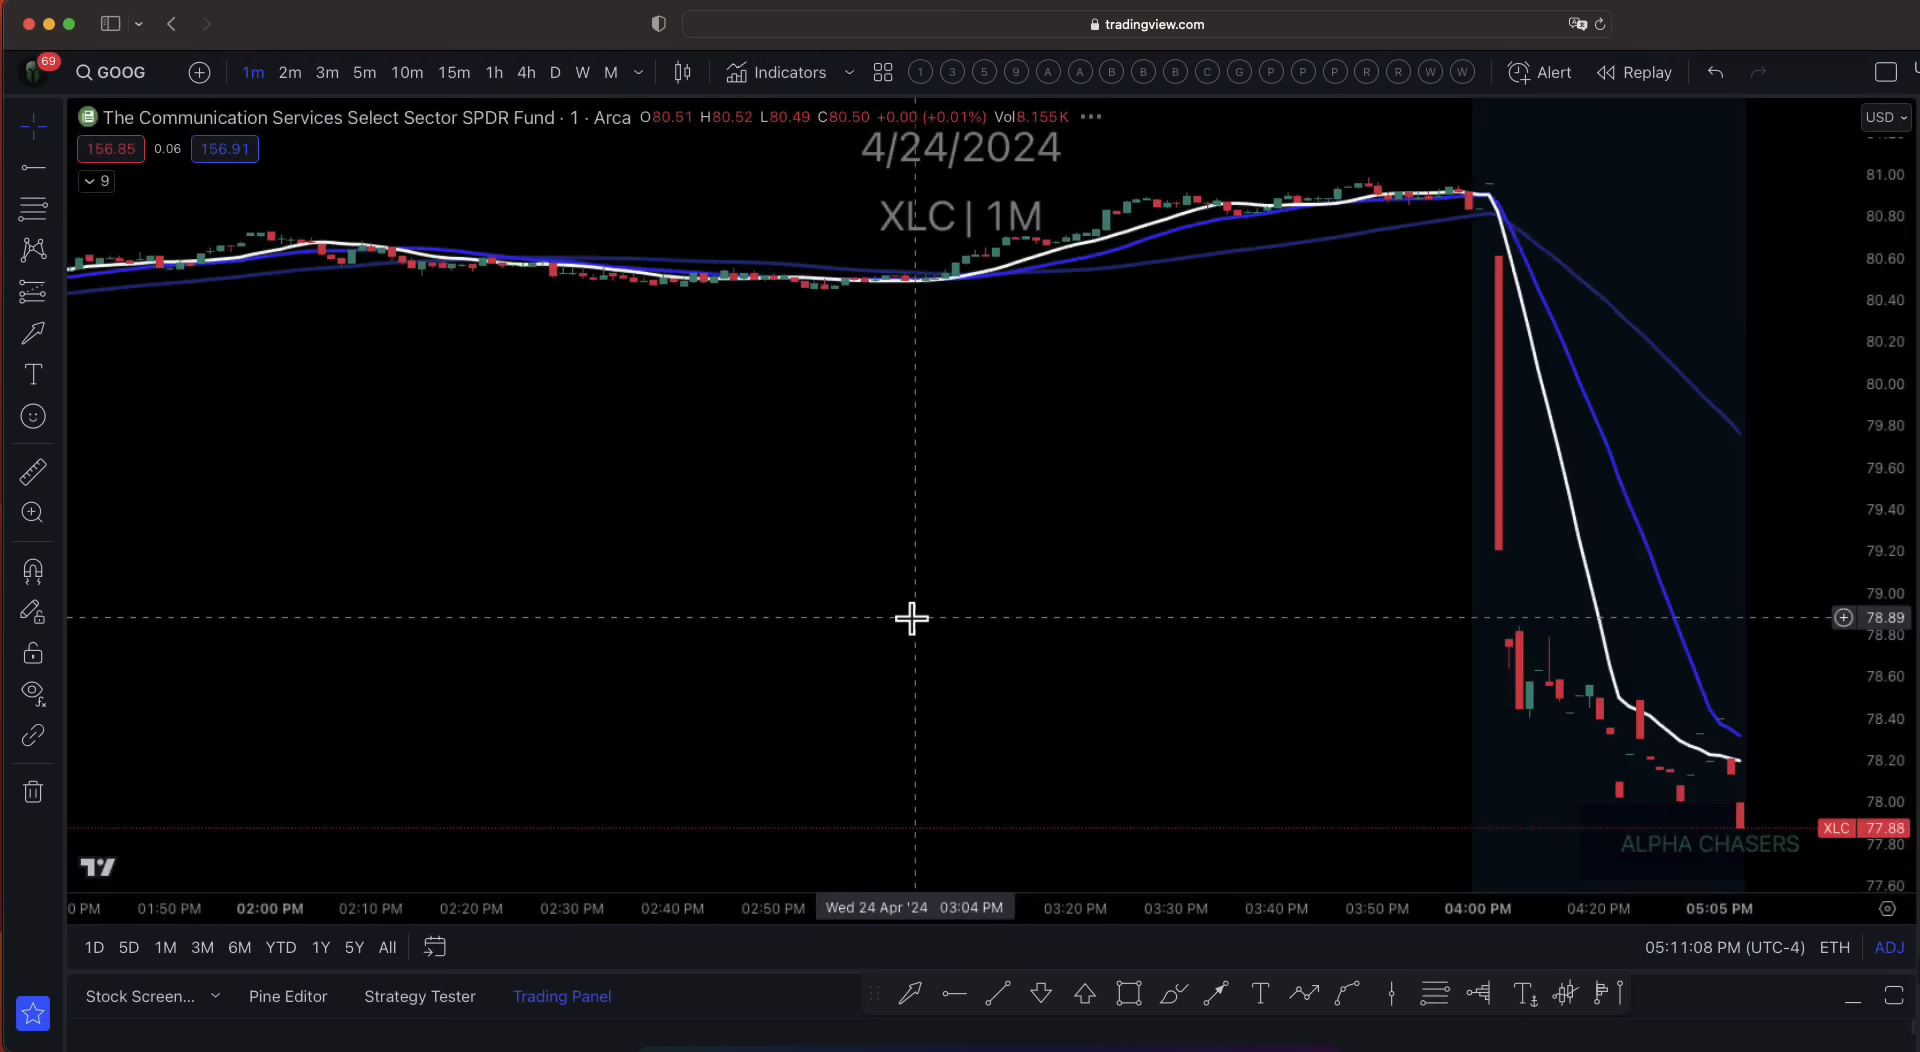 tradingview.com
69
GOOG
1m 2m 3m 5m 10m 15m 1h 4h D W M
Indicators
1 3 5 9 A A B B B C G P P P R R W W
Alert
Replay
The Communication Services Select Sector SPDR Fund · 1 · Arca O80.51 H80.52 L80.49 C80.50 +0.00 (+0.01%) Vol8.155K
USD
156.85 0.06 156.91
9
4/24/2024
XLC | 1M
81.00
80.80
80.60
80.40
80.20
80.00
79.80
79.60
79.40
79.20
79.00
78.89
78.80
78.60
78.40
78.20
78.00
XLC 77.88
77.80
77.60
ALPHA CHASERS
0 PM 01:50 PM 02:00 PM 02:10 PM 02:20 PM 02:30 PM 02:40 PM 02:50 PM Wed 24 Apr '24 03:04 PM 03:20 PM 03:30 PM 03:40 PM 03:50 PM 04:00 PM 04:20 PM 05:05 PM
1D 5D 1M 3M 6M YTD 1Y 5Y All
05:11:08 PM (UTC-4) ETH ADJ
Stock Screen... Pine Editor Strategy Tester Trading Panel